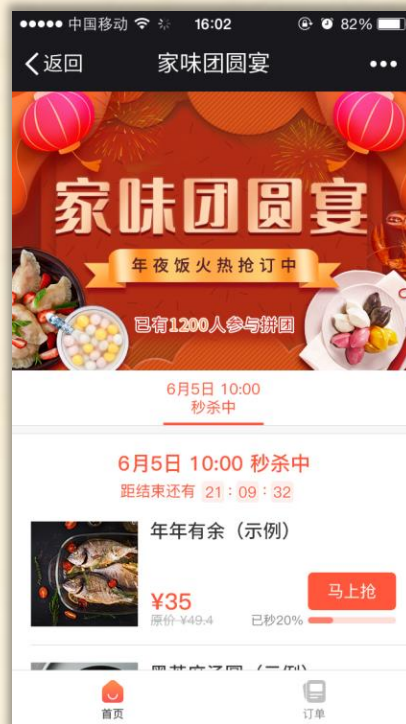 中国移动 16:02 82%
返回 家味团圆宴
家味团圆宴
年夜饭火热抢订中
已有1200人参与拼团
6月5日 10:00
秒杀中
6月5日 10:00 秒杀中
距结束还有 21:09:32
年年有余（示例）
¥35
马上抢
原价 ¥49.4 已秒20%
首页 订单